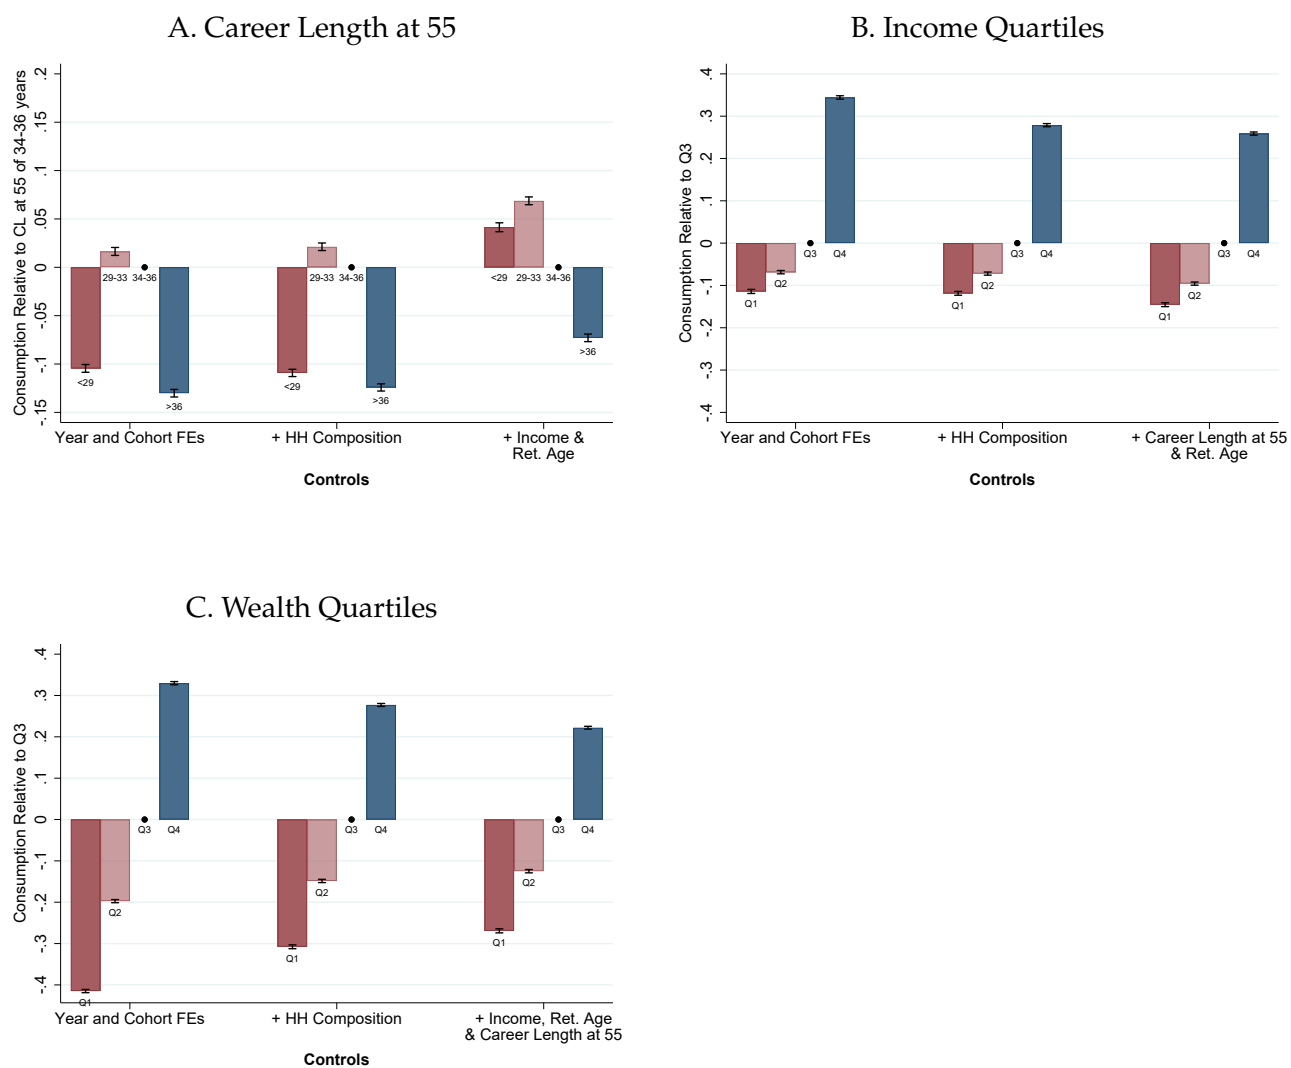 A. Career Length at 55
Consumption Relative to CL at 55 of 34-36 years
.2
.15
.1
.05
0
-.05
-.1
-.15
<29
29-33
34-36
>36
<29
29-33
34-36
>36
<29
29-33
34-36
>36
Year and Cohort FEs
+ HH Composition
+ Income &
Ret. Age
Controls
B. Income Quartiles
Consumption Relative to Q3
.4
.3
.2
.1
0
-.1
-.2
-.3
-.4
Q1
Q2
Q3
Q4
Q1
Q2
Q3
Q4
Q1
Q2
Q3
Q4
Year and Cohort FEs
+ HH Composition
+ Career Length at 55
& Ret. Age
Controls
C. Wealth Quartiles
Consumption Relative to Q3
.4
.3
.2
.1
0
-.1
-.2
-.3
-.4
Q1
Q2
Q3
Q4
Q1
Q2
Q3
Q4
Q1
Q2
Q3
Q4
Year and Cohort FEs
+ HH Composition
+ Income, Ret. Age
& Career Length at 55
Controls